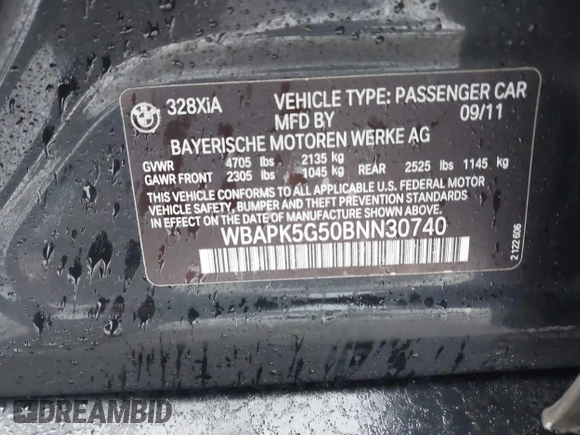 328XiA VEHICLE TYPE: PASSENGER CAR
MFD BY 09/11
BAYERISCHE MOTOREN WERKE AG
GVWR 4705 lbs 2135 kg
GAWR FRONT 2305 lbs 1045 kg REAR 2525 lbs 1145 kg
THIS VEHICLE CONFORMS TO ALL APPLICABLE U.S. FEDERAL MOTOR
VEHICLE SAFETY, BUMPER AND THEFT PREVENTION STANDARDS
IN EFFECT ON THE DATE OF MANUFACTURE SHOWN ABOVE.
WBAPK5G50BNN30740
2 122 606
DREAMBID